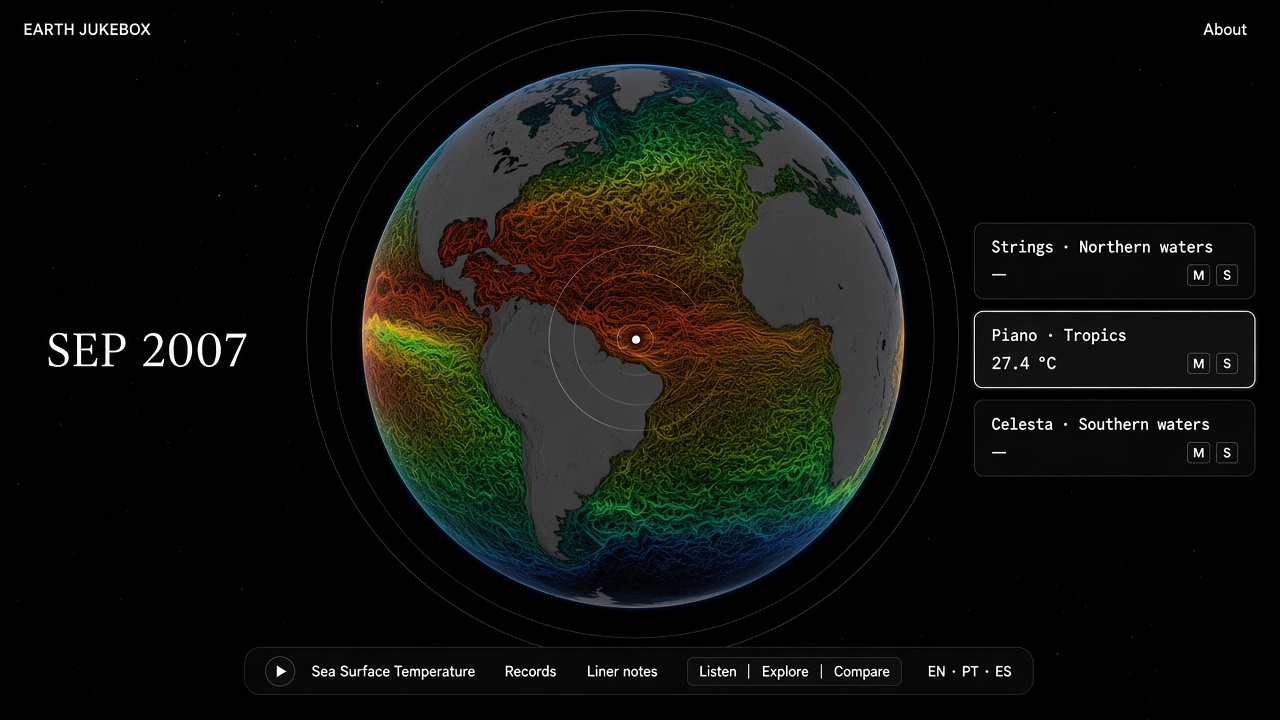 EARTH JUKEBOX
About
SEP 2007
Strings · Northern waters
—
M S
Piano · Tropics
27.4 °C
M S
Celesta · Southern waters
—
M S
Sea Surface Temperature
Records
Liner notes
Listen | Explore | Compare
EN · PT · ES